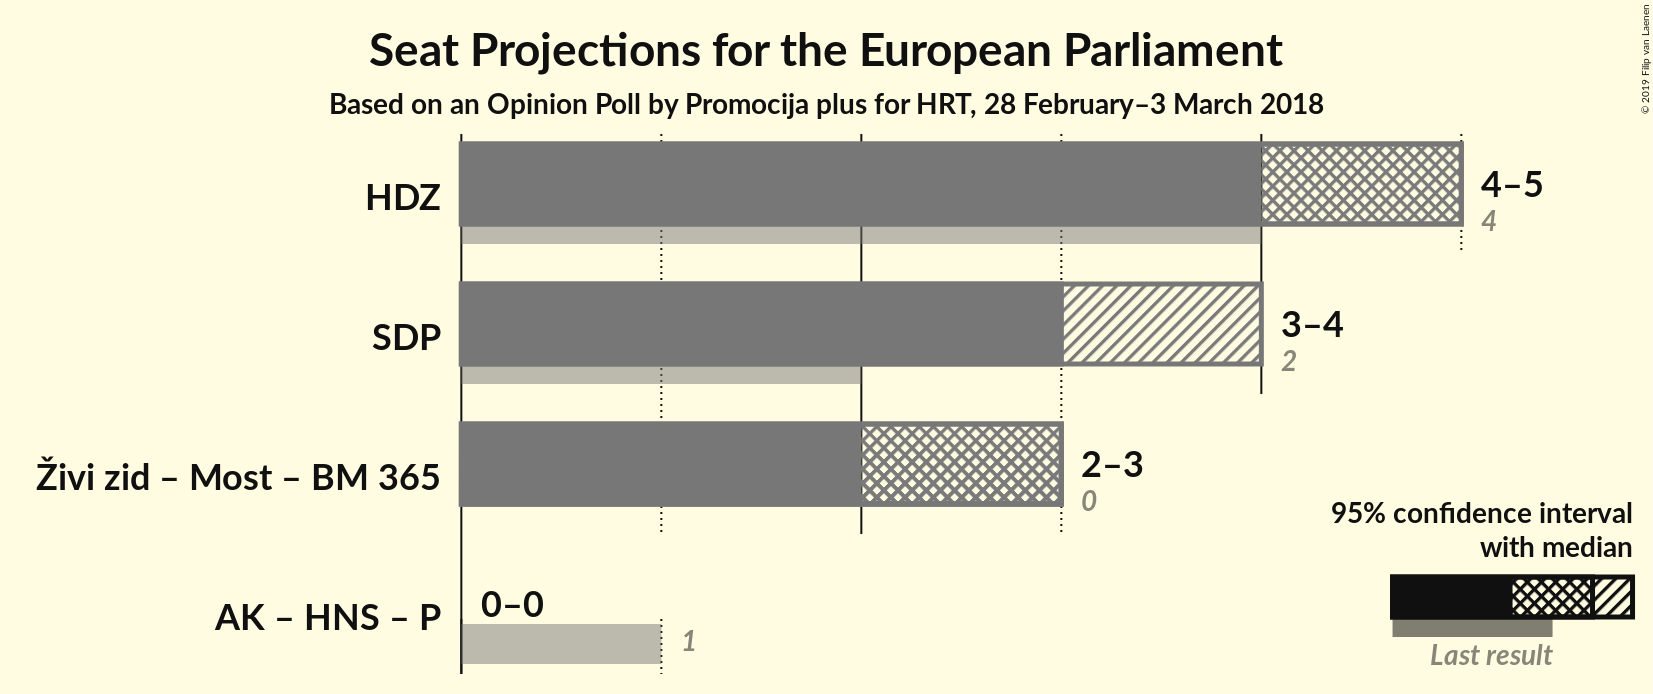 Seat Projections for the European Parliament
Based on an Opinion Poll by Promocija plus for HRT, 28 February–3 March 2018
© 2019 Filip van Laenen
HDZ
4–5
4
SDP
3–4
2
Živi zid – Most – BM 365
2–3
0
AK – HNS – P
0–0
1
95% confidence interval
with median
Last result